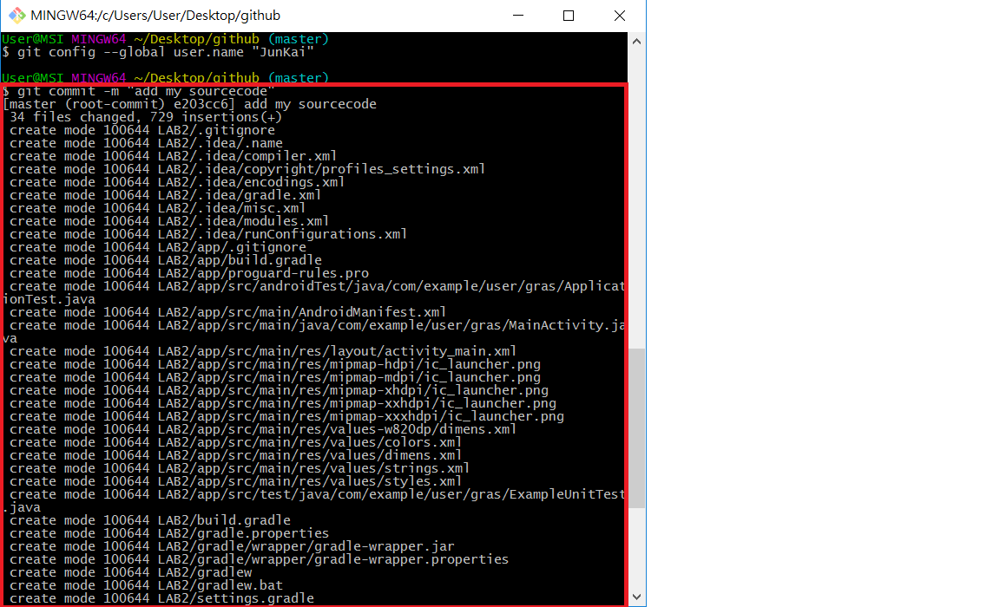 MINGW64:/c/Users/User/Desktop/github
User@MSI MINGW64 ~/Desktop/github (master)
$ git config --global user.name "JunKai"
User@MSI MINGW64 ~/Desktop/github (master)
$ git commit -m "add my sourcecode"
[master (root-commit) e203cc6] add my sourcecode
 34 files changed, 729 insertions(+)
 create mode 100644 LAB2/.gitignore
 create mode 100644 LAB2/.idea/.name
 create mode 100644 LAB2/.idea/compiler.xml
 create mode 100644 LAB2/.idea/copyright/profiles_settings.xml
 create mode 100644 LAB2/.idea/encodings.xml
 create mode 100644 LAB2/.idea/gradle.xml
 create mode 100644 LAB2/.idea/misc.xml
 create mode 100644 LAB2/.idea/modules.xml
 create mode 100644 LAB2/.idea/runConfigurations.xml
 create mode 100644 LAB2/app/.gitignore
 create mode 100644 LAB2/app/build.gradle
 create mode 100644 LAB2/app/proguard-rules.pro
 create mode 100644 LAB2/app/src/androidTest/java/com/example/user/gras/Applicat
ionTest.java
 create mode 100644 LAB2/app/src/main/AndroidManifest.xml
 create mode 100644 LAB2/app/src/main/java/com/example/user/gras/MainActivity.ja
va
 create mode 100644 LAB2/app/src/main/res/layout/activity_main.xml
 create mode 100644 LAB2/app/src/main/res/mipmap-hdpi/ic_launcher.png
 create mode 100644 LAB2/app/src/main/res/mipmap-mdpi/ic_launcher.png
 create mode 100644 LAB2/app/src/main/res/mipmap-xhdpi/ic_launcher.png
 create mode 100644 LAB2/app/src/main/res/mipmap-xxhdpi/ic_launcher.png
 create mode 100644 LAB2/app/src/main/res/mipmap-xxxhdpi/ic_launcher.png
 create mode 100644 LAB2/app/src/main/res/values-w820dp/dimens.xml
 create mode 100644 LAB2/app/src/main/res/values/colors.xml
 create mode 100644 LAB2/app/src/main/res/values/dimens.xml
 create mode 100644 LAB2/app/src/main/res/values/strings.xml
 create mode 100644 LAB2/app/src/main/res/values/styles.xml
 create mode 100644 LAB2/app/src/test/java/com/example/user/gras/ExampleUnitTest
.java
 create mode 100644 LAB2/build.gradle
 create mode 100644 LAB2/gradle.properties
 create mode 100644 LAB2/gradle/wrapper/gradle-wrapper.jar
 create mode 100644 LAB2/gradle/wrapper/gradle-wrapper.properties
 create mode 100644 LAB2/gradlew
 create mode 100644 LAB2/gradlew.bat
 create mode 100644 LAB2/settings.gradle